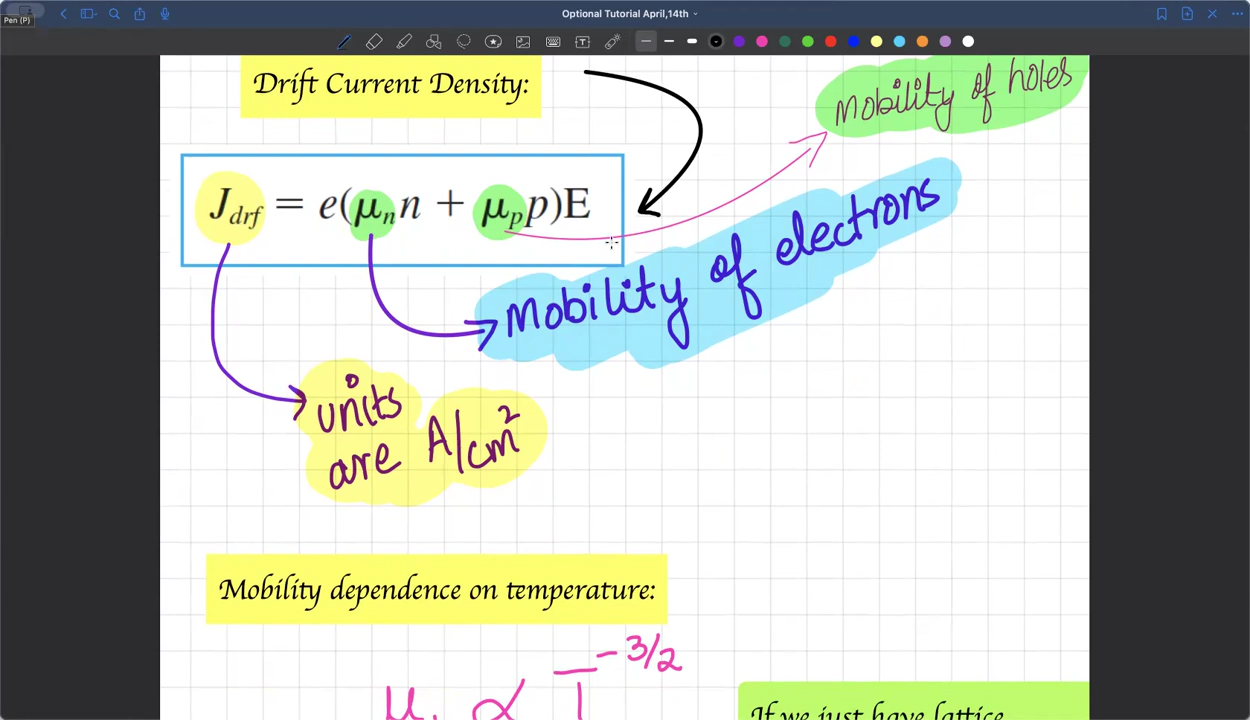 Optional Tutorial April,14th
Pen (P)
Drift Current Density:
mobility of holes
J_drf = e(μ_n n + μ_p p)E
mobility of electrons
units
are A/cm²
Mobility dependence on temperature:
μ ∝ T^-3/2
If we just have lattice